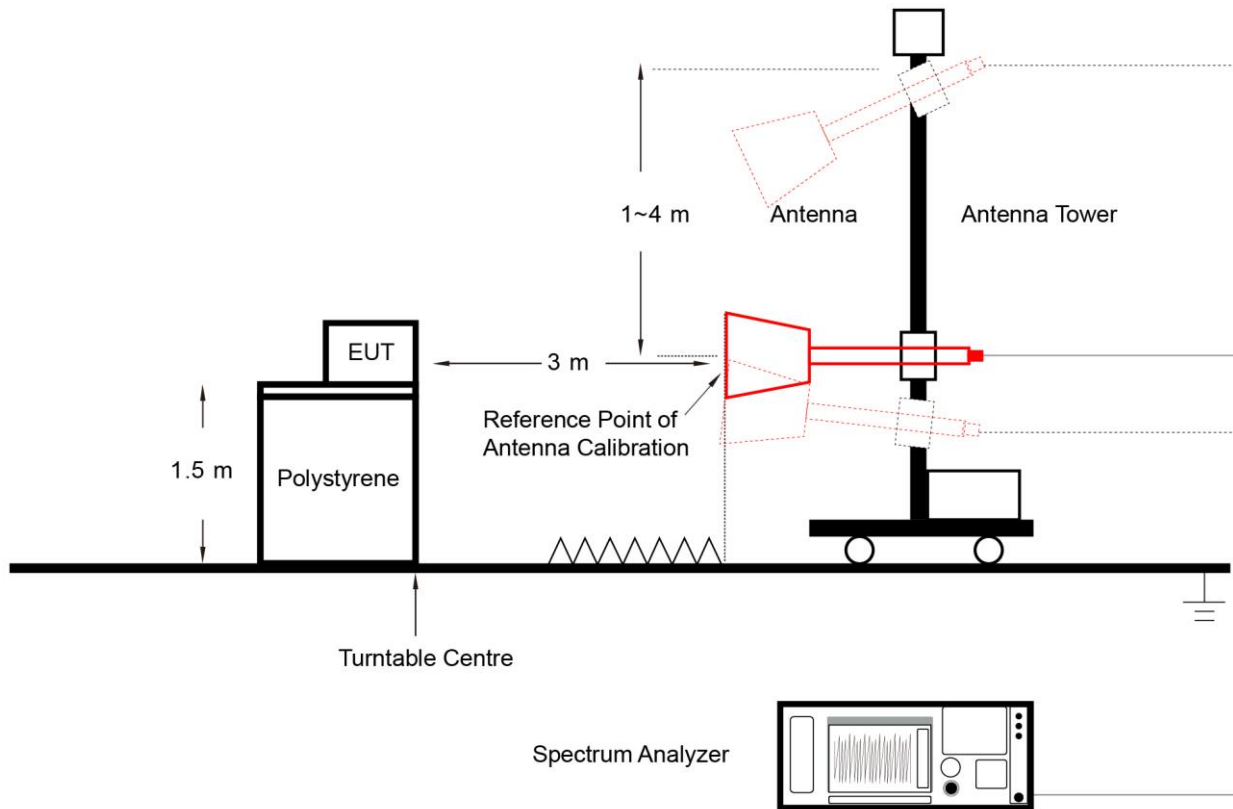 1~4 m
Antenna
Antenna Tower
EUT
3 m
Reference Point of
Antenna Calibration
1.5 m
Polystyrene
Turntable Centre
Spectrum Analyzer